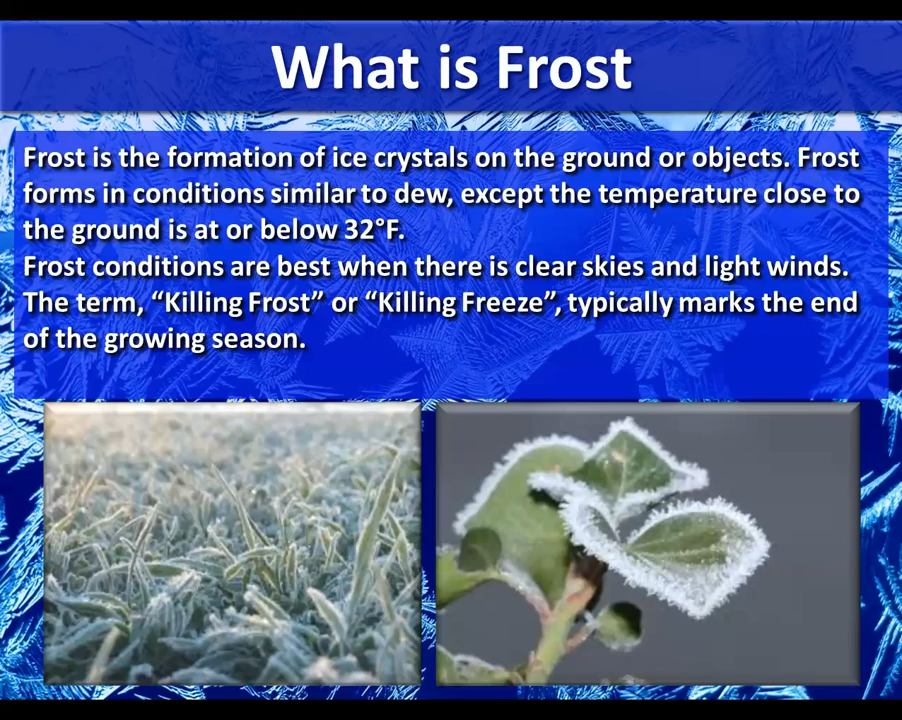 What is Frost
Frost is the formation of ice crystals on the ground or objects. Frost
forms in conditions similar to dew, except the temperature close to
the ground is at or below 32°F.
Frost conditions are best when there is clear skies and light winds.
The term, “Killing Frost” or “Killing Freeze”, typically marks the end
of the growing season.